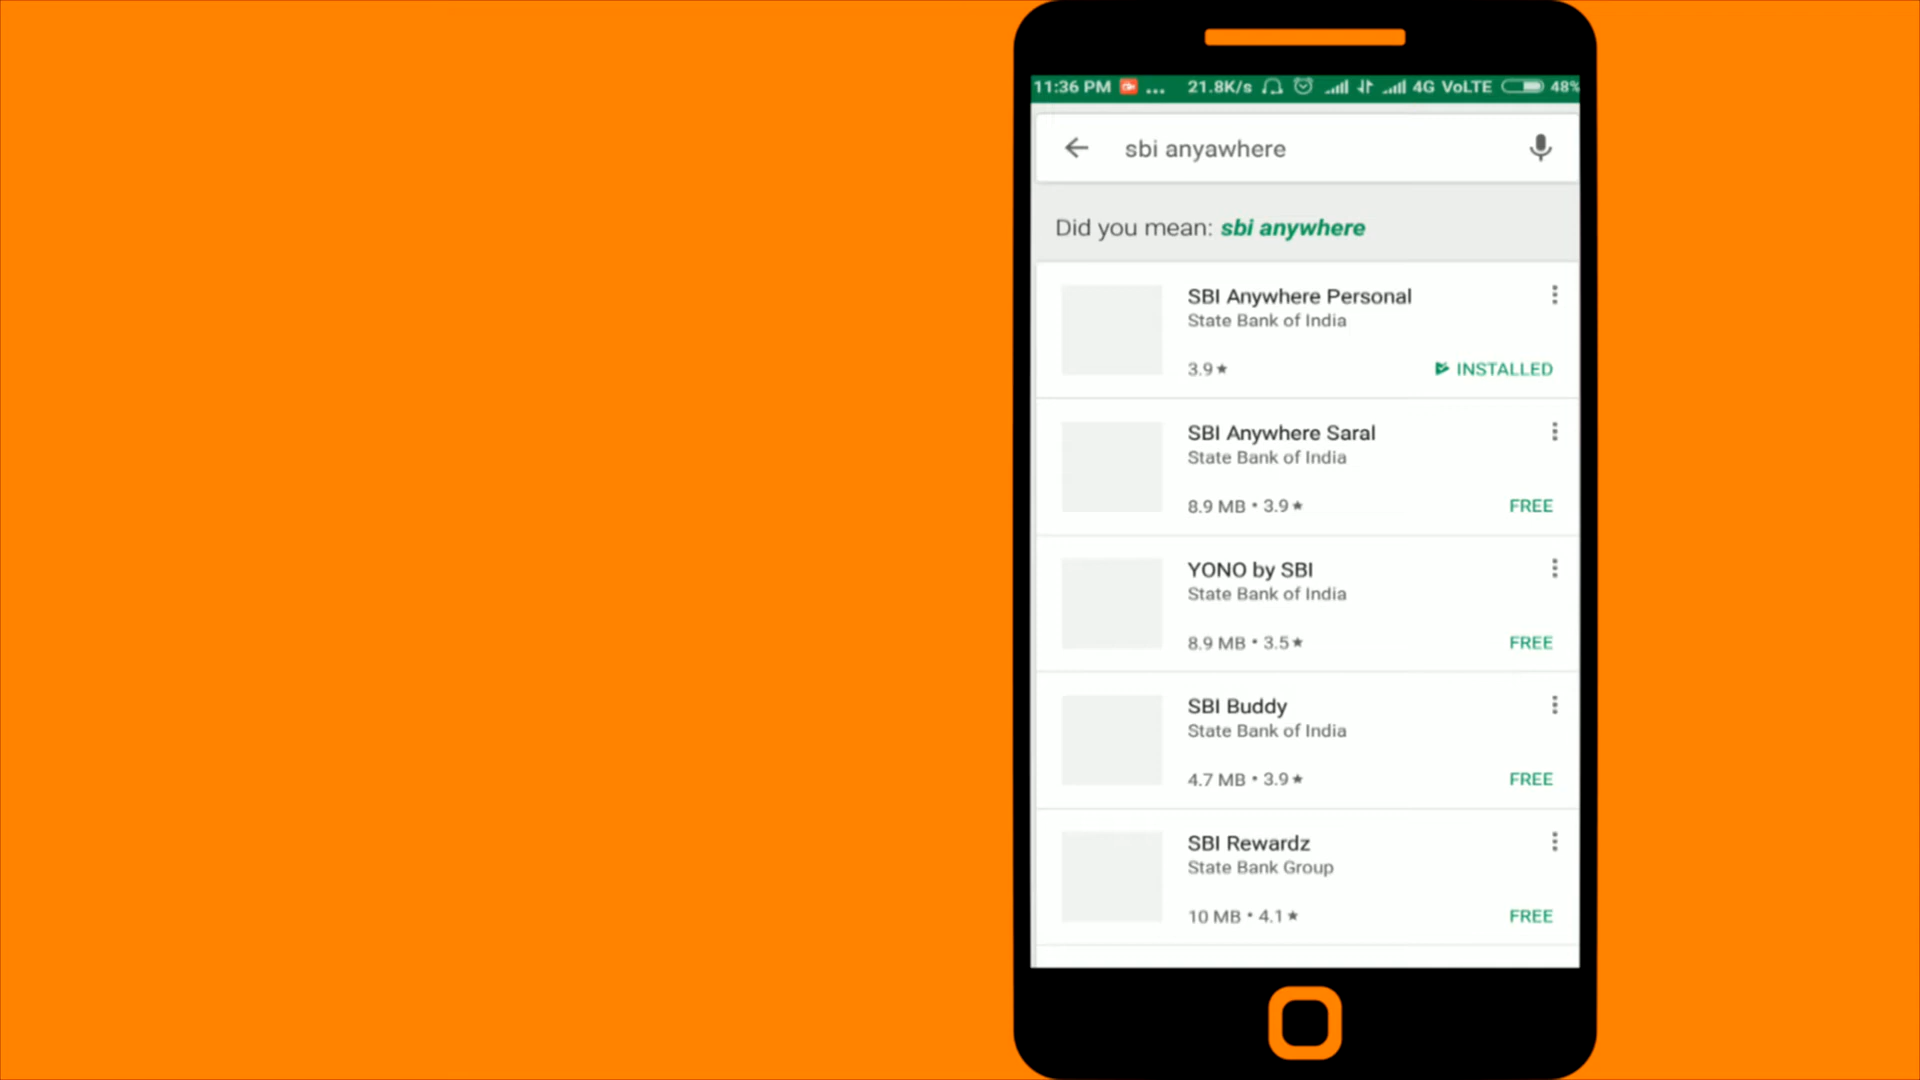 11:36 PM ... 21.8K/s 4G VoLTE 48%
sbi anyawhere
Did you mean: sbi anywhere
SBI Anywhere Personal
State Bank of India
3.9★ INSTALLED
SBI Anywhere Saral
State Bank of India
8.9 MB • 3.9★ FREE
YONO by SBI
State Bank of India
8.9 MB • 3.5★ FREE
SBI Buddy
State Bank of India
4.7 MB • 3.9★ FREE
SBI Rewardz
State Bank Group
10 MB • 4.1★ FREE